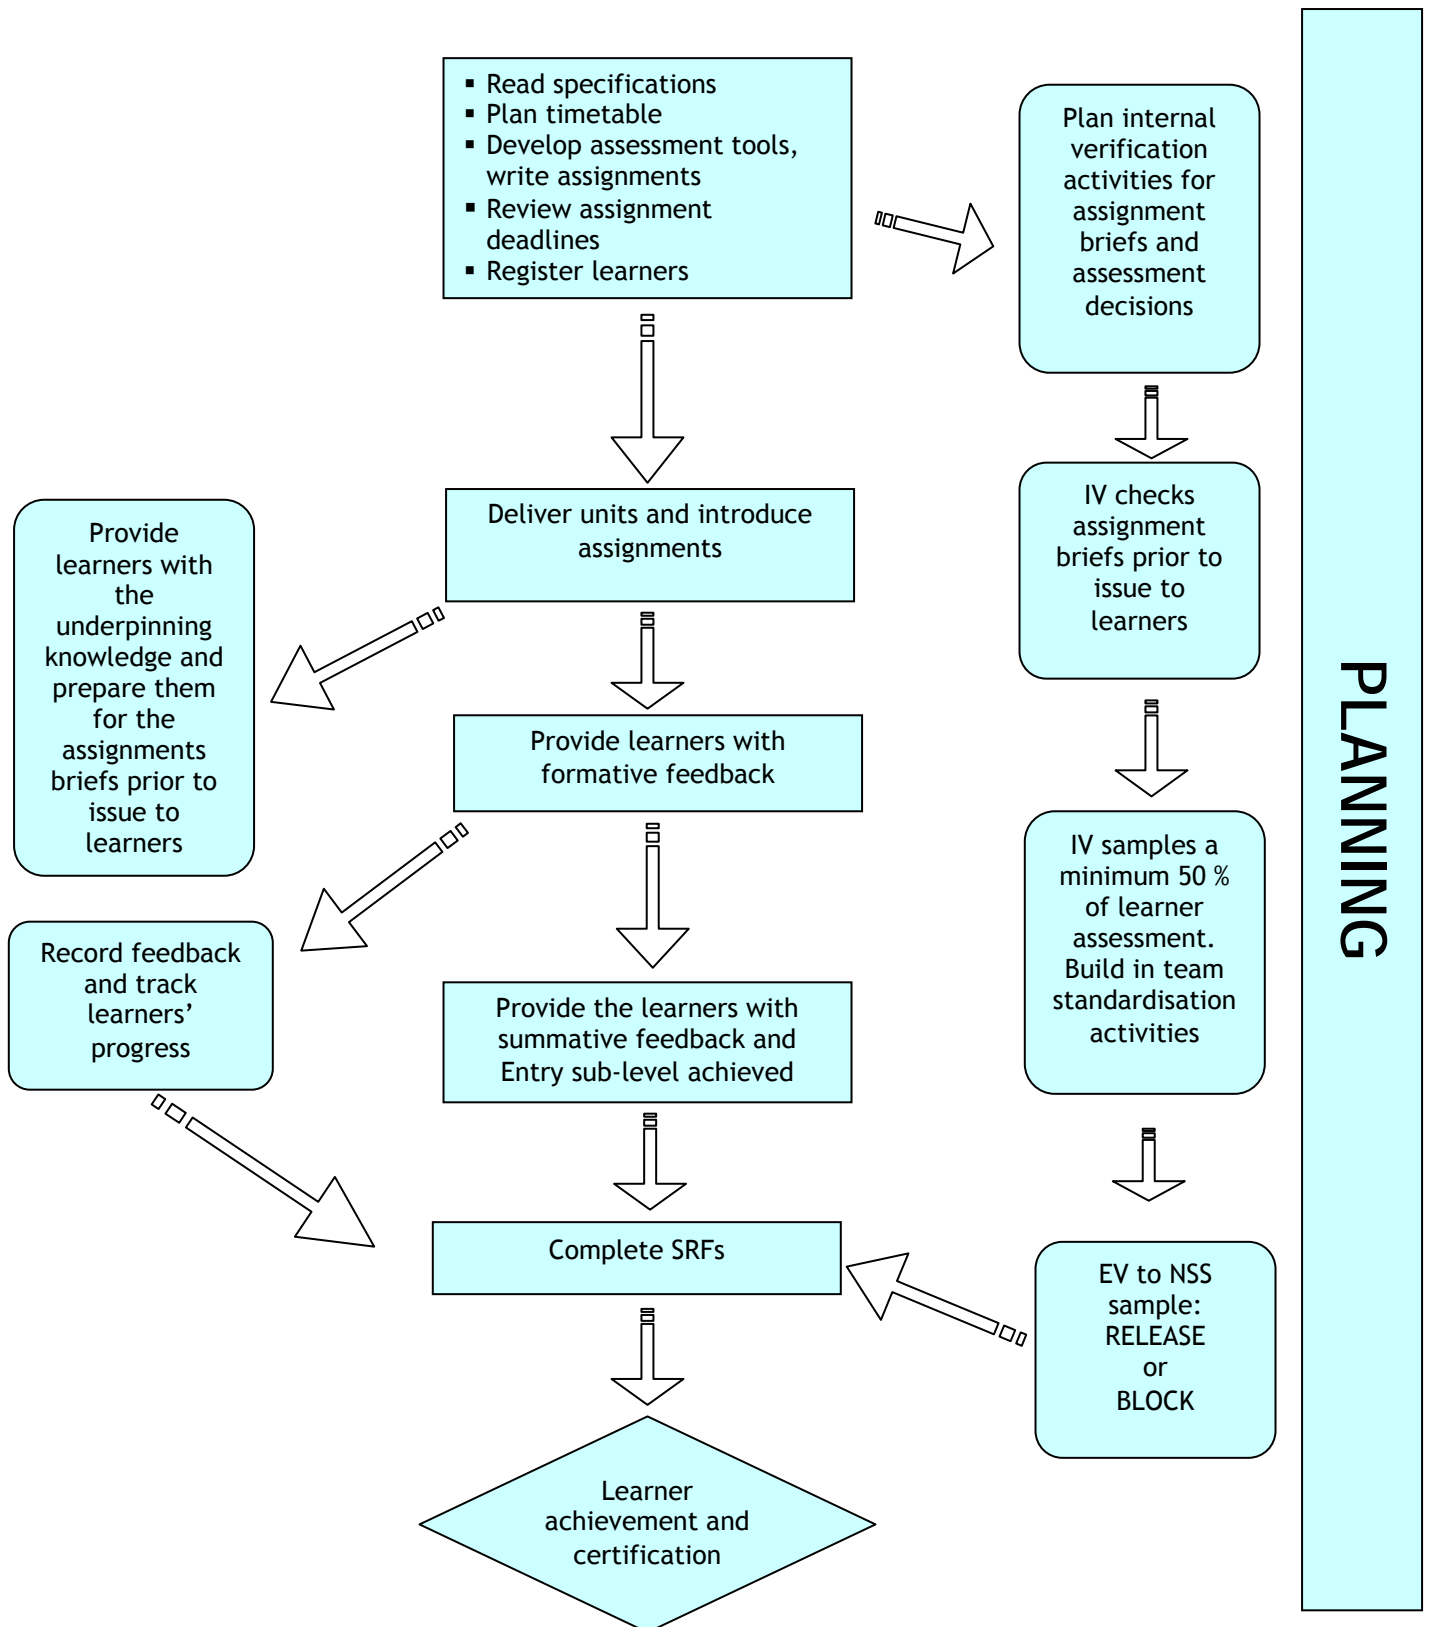 ▪ Read specifications
▪ Plan timetable
▪ Develop assessment tools,
write assignments
▪ Review assignment
deadlines
▪ Register learners
Plan internal
verification
activities for
assignment
briefs and
assessment
decisions
Deliver units and introduce
assignments
IV checks
assignment
briefs prior to
issue to
learners
Provide
learners with
the
underpinning
knowledge and
prepare them
for the
assignments
briefs prior to
issue to
learners
Provide learners with
formative feedback
IV samples a
minimum 50 %
of learner
assessment.
Build in team
standardisation
activities
Record feedback
and track
learners’
progress
Provide the learners with
summative feedback and
Entry sub-level achieved
Complete SRFs
EV to NSS
sample:
RELEASE
or
BLOCK
Learner
achievement and
certification
PLANNING